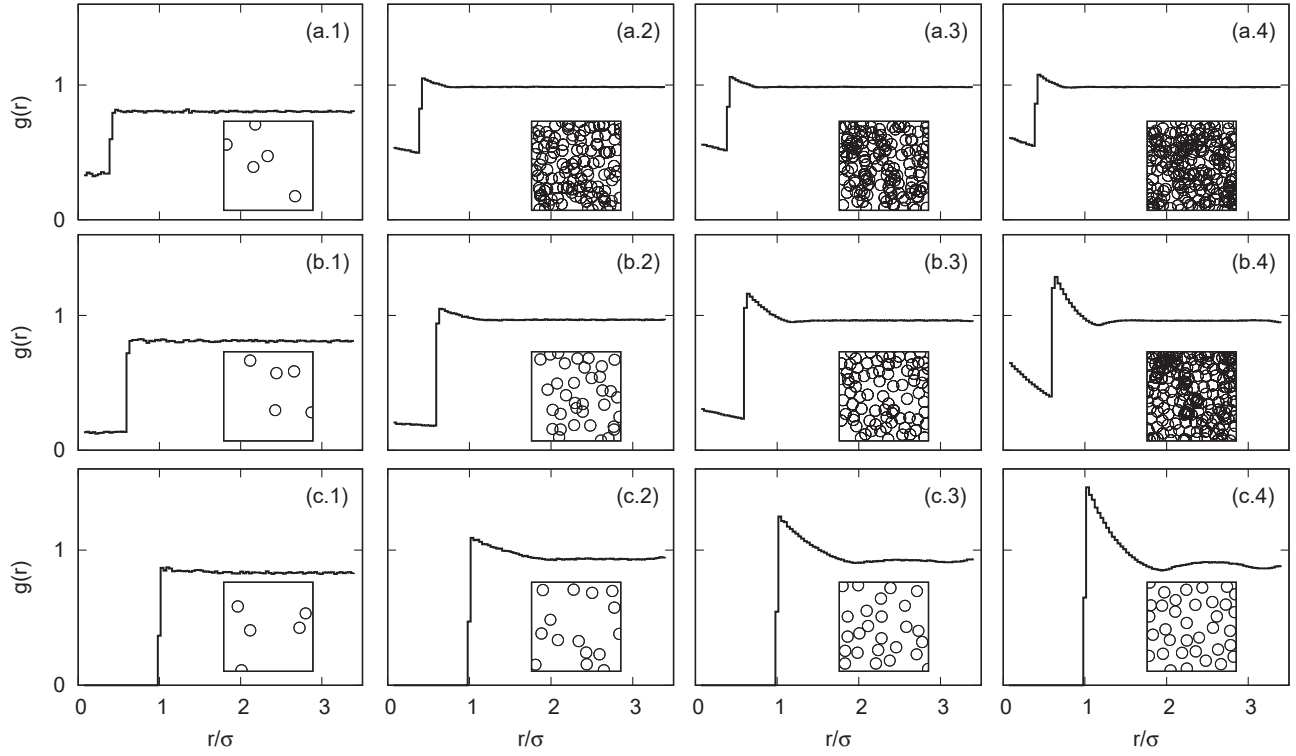 (a.1) (a.2) (a.3) (a.4)
g(r) 1
0
(b.1) (b.2) (b.3) (b.4)
g(r) 1
0
(c.1) (c.2) (c.3) (c.4)
g(r) 1
0
0 1 2 3 0 1 2 3 0 1 2 3 0 1 2 3
r/σ r/σ r/σ r/σ